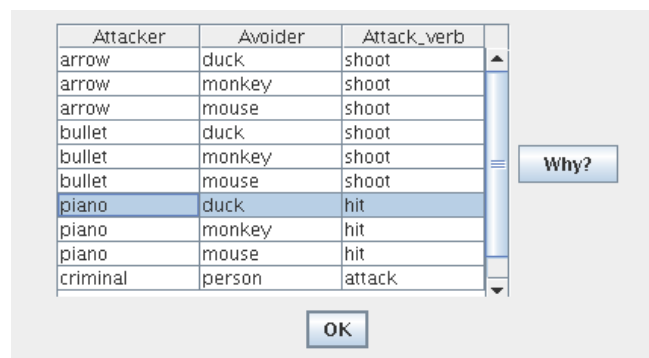 Attacker Avoider Attack_verb
arrow duck shoot
arrow monkey shoot
arrow mouse shoot
bullet duck shoot
bullet monkey shoot
bullet mouse shoot
Why?
piano duck hit
piano monkey hit
piano mouse hit
criminal person attack
OK